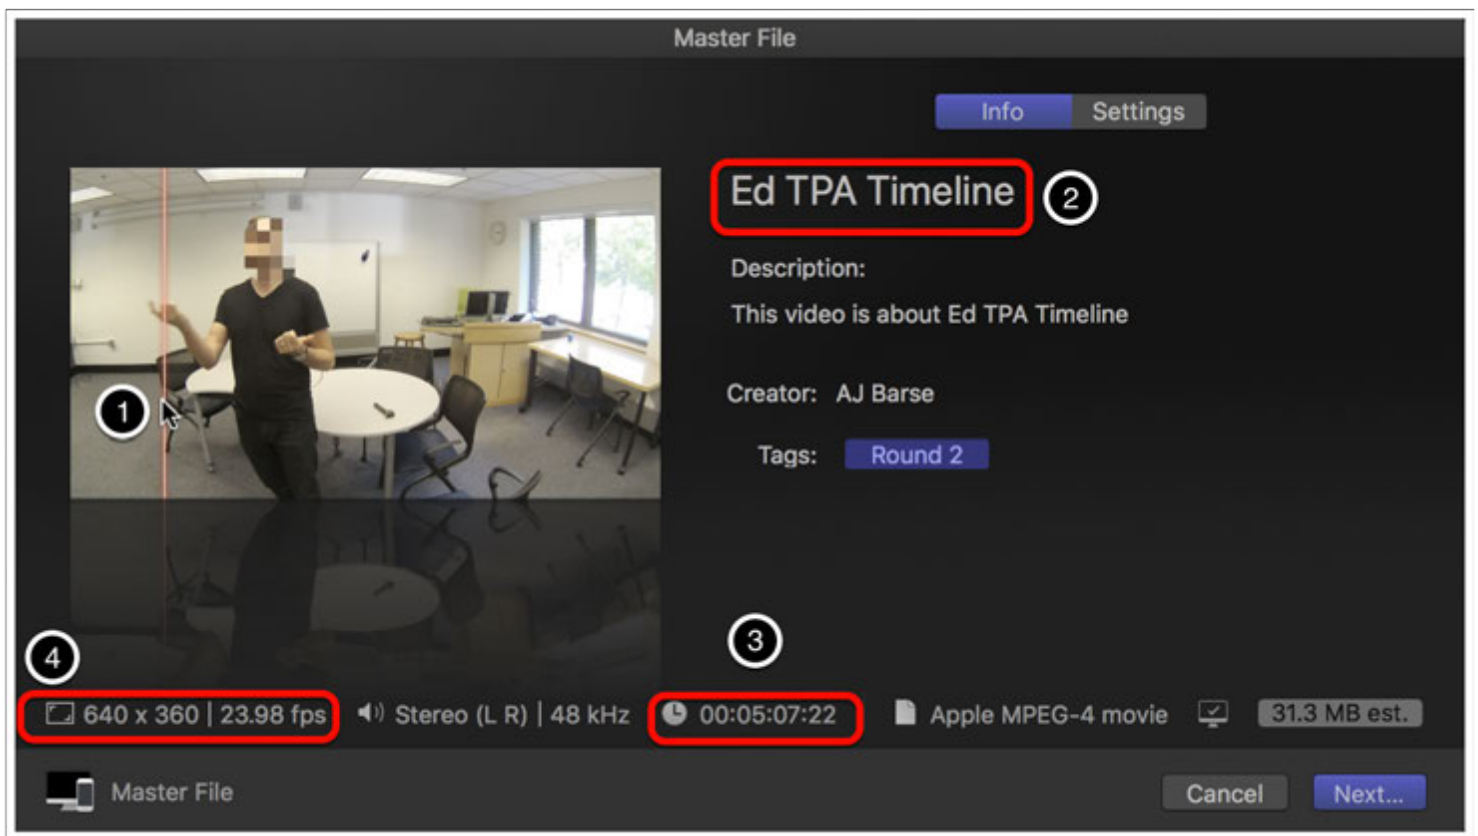 Master File
Info Settings
Ed TPA Timeline 2
Description:
This video is about Ed TPA Timeline
Creator: AJ Barse
Tags: Round 2
1
4
3
640 x 360 | 23.98 fps Stereo (L R) | 48 kHz 00:05:07:22 Apple MPEG-4 movie 31.3 MB est.
Master File Cancel Next...